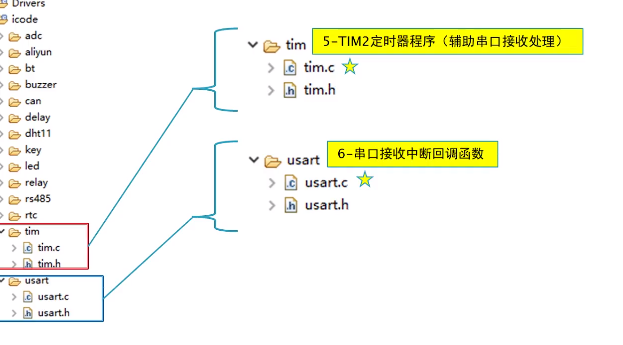 Drivers
icode
adc
aliyun
bt
buzzer
can
delay
dht11
key
led
relay
rs485
rtc
tim
tim.c
tim.h
usart
usart.c
usart.h
tim
5-TIM2定时器程序（辅助串口接收处理）
tim.c
tim.h
usart
6-串口接收中断回调函数
usart.c
usart.h